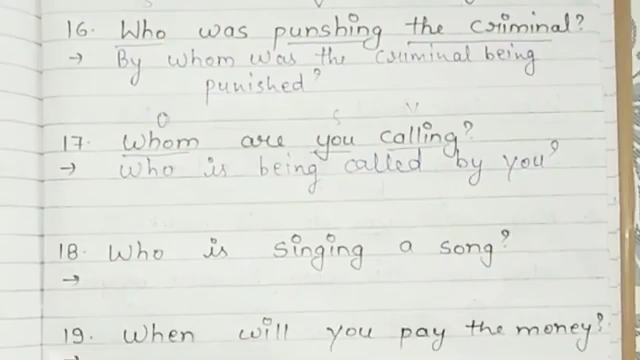 16. Who was punshing the criminal?
→ By whom was the criminal being
punished?
O S V
17. Whom are you calling?
→ Who is being called by you?
18. Who is singing a song?
→
19. When will you pay the money?